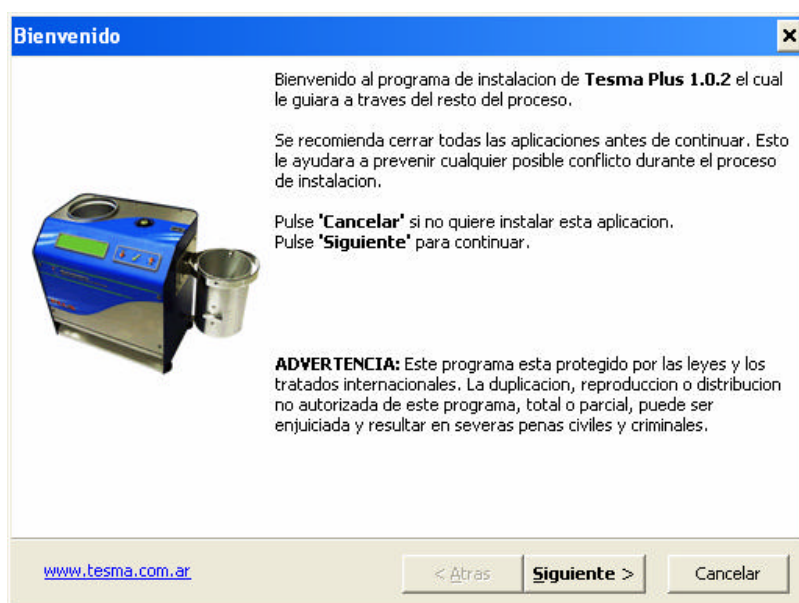 Bienvenido
Bienvenido al programa de instalacion de Tesma Plus 1.0.2 el cual
le guiara a traves del resto del proceso.
Se recomienda cerrar todas las aplicaciones antes de continuar. Esto
le ayudara a prevenir cualquier posible conflicto durante el proceso
de instalacion.
Pulse 'Cancelar' si no quiere instalar esta aplicacion.
Pulse 'Siguiente' para continuar.
ADVERTENCIA: Este programa esta protegido por las leyes y los
tratados internacionales. La duplicacion, reproduccion o distribucion
no autorizada de este programa, total o parcial, puede ser
enjuiciada y resultar en severas penas civiles y criminales.
www.tesma.com.ar
< Atras
Siguiente >
Cancelar